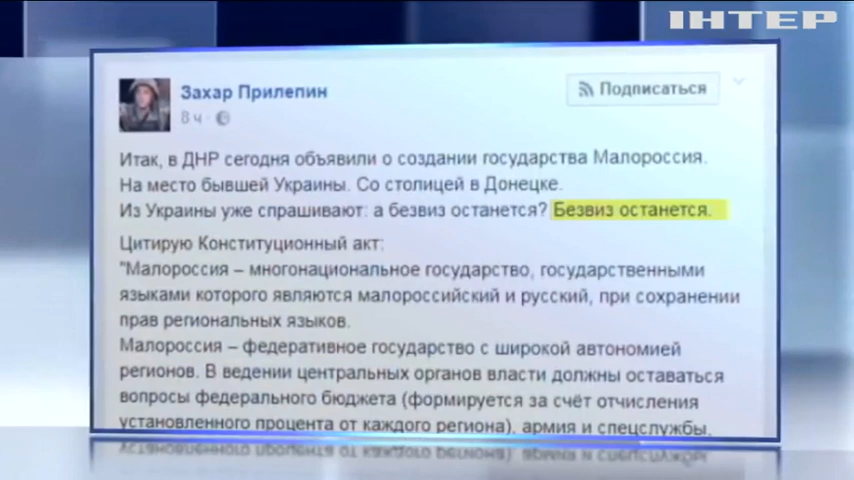 ІНТЕР
Захар Прилепин
8 ч ·
Подписаться
Итак, в ДНР сегодня объявили о создании государства Малороссия.
На место бывшей Украины. Со столицей в Донецке.
Из Украины уже спрашивают: а безвиз останется? Безвиз останется.
Цитирую Конституционный акт:
"Малороссия – многонациональное государство, государственными
языками которого являются малороссийский и русский, при сохранении
прав региональных языков.
Малороссия – федеративное государство с широкой автономией
регионов. В ведении центральных органов власти должны оставаться
вопросы федерального бюджета (формируется за счёт отчисления
установленного процента от каждого региона), армия и спецслужбы,